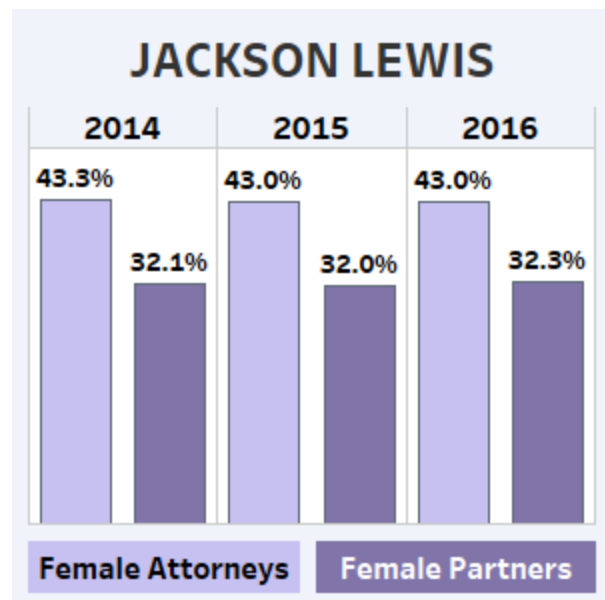 JACKSON LEWIS
2014 2015 2016
43.3% 43.0% 43.0%
32.1% 32.0% 32.3%
Female Attorneys Female Partners